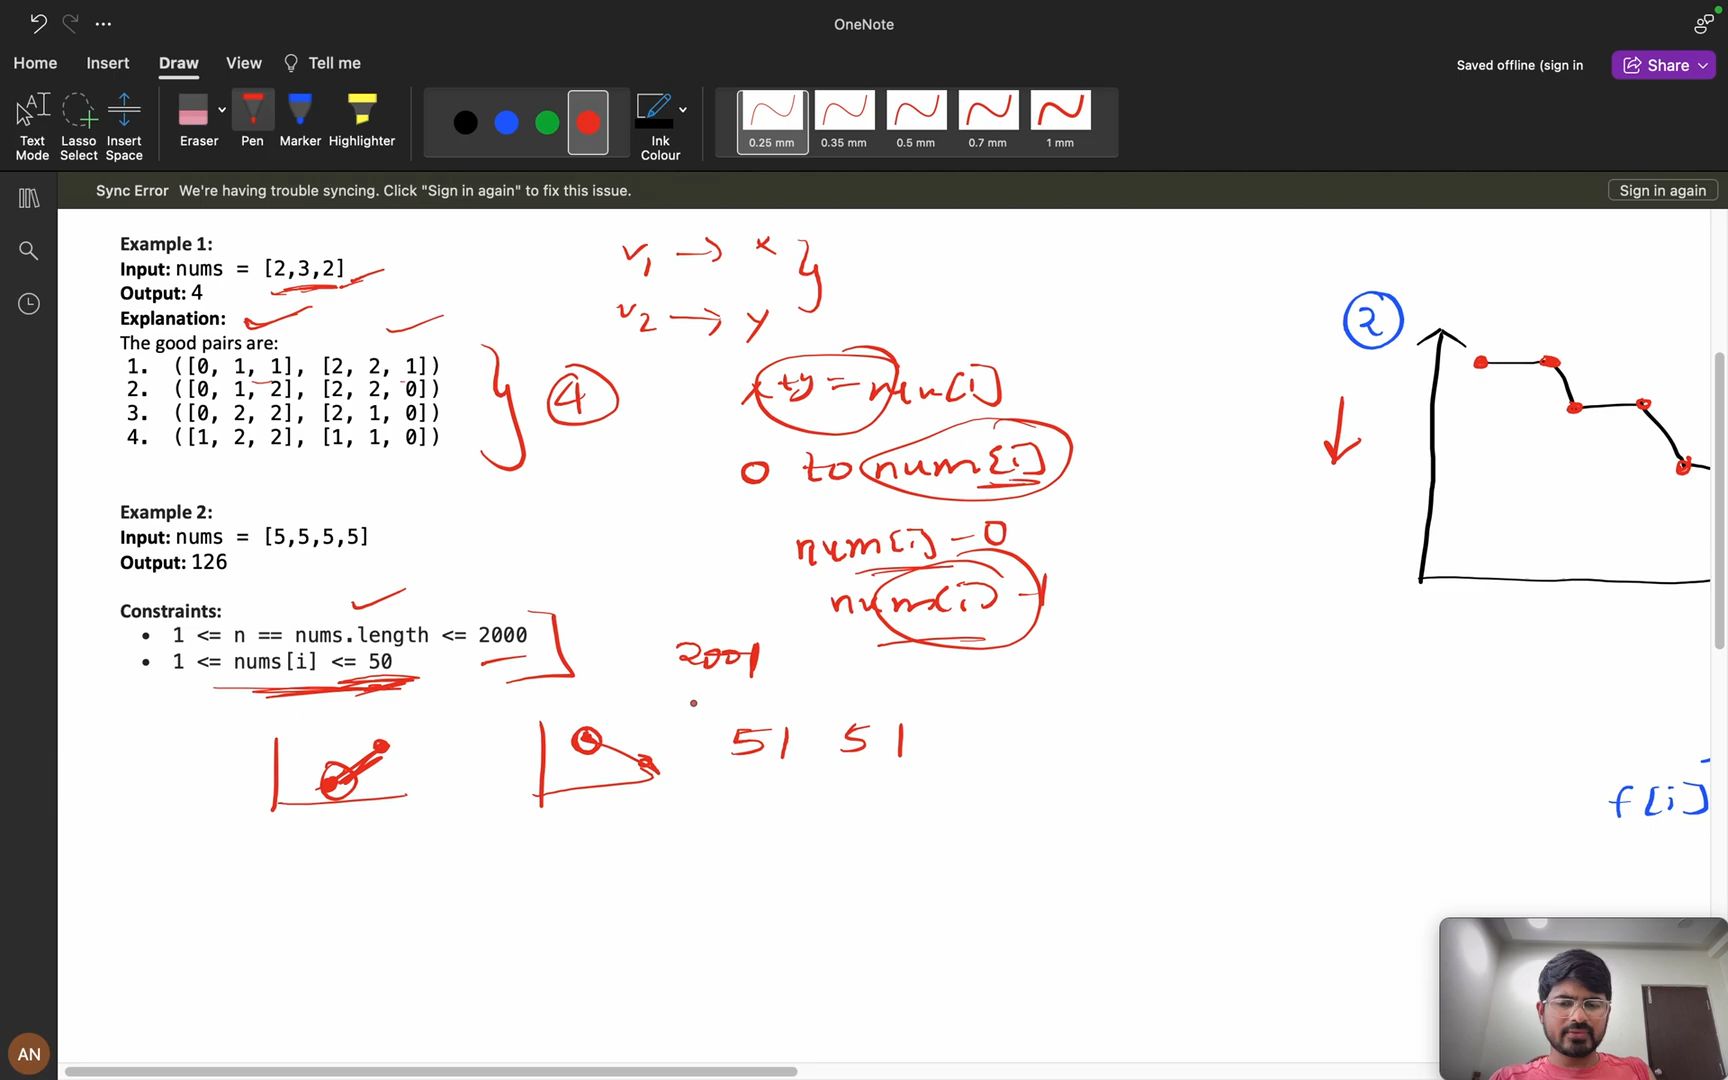 OneNote
Home Insert Draw View Tell me
Saved offline (sign in
Share
Text Mode
Lasso Select
Insert Space
Eraser
Pen
Marker
Highlighter
Ink Colour
0.25 mm
0.35 mm
0.5 mm
0.7 mm
1 mm
Sync Error We're having trouble syncing. Click "Sign in again" to fix this issue.
Sign in again
Example 1:
Input: nums = [2,3,2]
Output: 4
Explanation:
The good pairs are:
1. ([0, 1, 1], [2, 2, 1])
2. ([0, 1, 2], [2, 2, 0])
3. ([0, 2, 2], [2, 1, 0])
4. ([1, 2, 2], [1, 1, 0])
4
Example 2:
Input: nums = [5,5,5,5]
Output: 126
Constraints:
• 1 <= n == nums.length <= 2000
• 1 <= nums[i] <= 50
v1 → x
v2 → y
x+y = num[i]
0 to num[i]
num[i] - 0
nums[i] - 1
2001
51 51
2
f[i]
AN